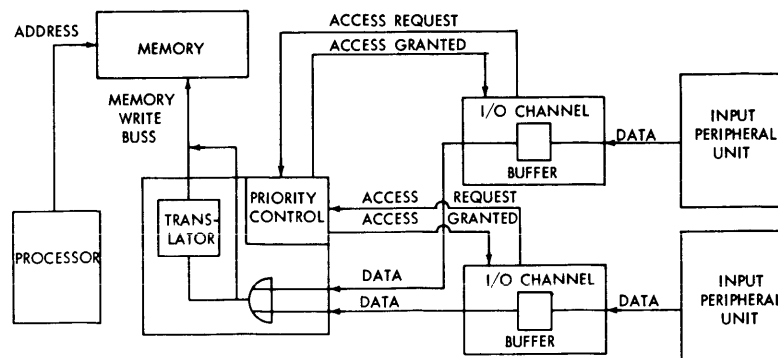 ACCESS REQUEST
ADDRESS
MEMORY
ACCESS GRANTED
MEMORY
WRITE
BUSS
I/O CHANNEL
BUFFER
DATA
INPUT
PERIPHERAL
UNIT
PRIORITY
CONTROL
ACCESS REQUEST
ACCESS GRANTED
TRANS-
LATOR
PROCESSOR
DATA
DATA
I/O CHANNEL
BUFFER
DATA
INPUT
PERIPHERAL
UNIT